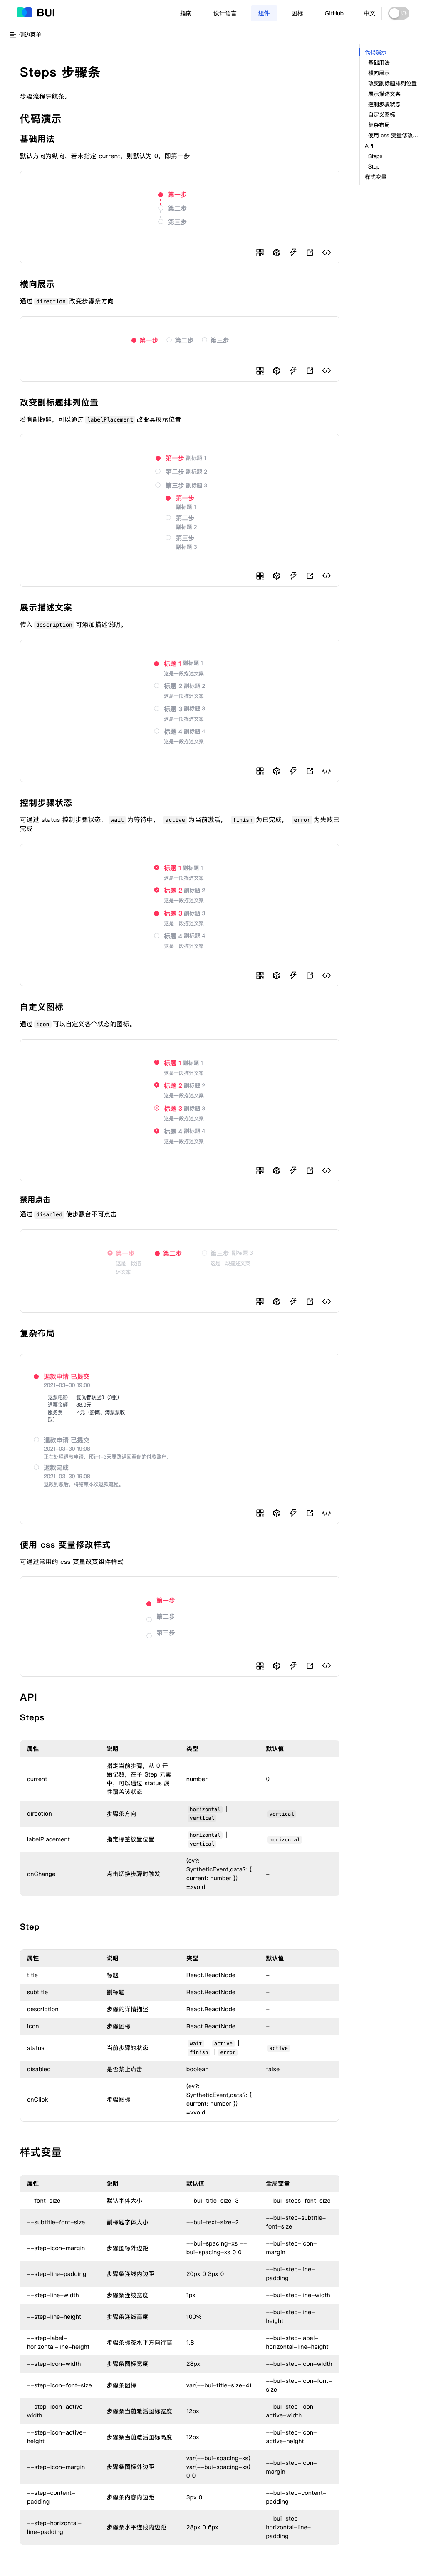 BUI
指南
设计语言
组件
图标
GitHub
中文
侧边菜单
代码演示
基础用法
横向展示
改变副标题排列位置
展示描述文案
控制步骤状态
自定义图标
复杂布局
使用 css 变量修改...
API
Steps
Step
样式变量
Steps 步骤条
步骤流程导航条。
代码演示
基础用法
默认方向为纵向，若未指定 current，则默认为 0，即第一步
第一步
第二步
第三步
横向展示
通过 direction 改变步骤条方向
第一步 第二步 第三步
改变副标题排列位置
若有副标题，可以通过 labelPlacement 改变其展示位置
第一步 副标题 1
第二步 副标题 2
第三步 副标题 3
第一步
副标题 1
第二步
副标题 2
第三步
副标题 3
展示描述文案
传入 description 可添加描述说明。
标题 1 副标题 1
这是一段描述文案
标题 2 副标题 2
这是一段描述文案
标题 3 副标题 3
这是一段描述文案
标题 4 副标题 4
这是一段描述文案
控制步骤状态
可通过 status 控制步骤状态， wait 为等待中， active 为当前激活， finish 为已完成， error 为失败已
完成
标题 1 副标题 1
这是一段描述文案
标题 2 副标题 2
这是一段描述文案
标题 3 副标题 3
这是一段描述文案
标题 4 副标题 4
这是一段描述文案
自定义图标
通过 icon 可以自定义各个状态的图标。
标题 1 副标题 1
这是一段描述文案
标题 2 副标题 2
这是一段描述文案
标题 3 副标题 3
这是一段描述文案
标题 4 副标题 4
这是一段描述文案
禁用点击
通过 disabled 使步骤台不可点击
第一步 第二步 第三步 副标题 3
这是一段描 这是一段描述文案
述文案
复杂布局
退款申请 已提交
2021-03-30 19:00
退票电影 复仇者联盟3（3张）
退票金额 38.9元
服务费 4元（影院、淘票票收
取）
退款申请 已提交
2021-03-30 19:08
正在处理退款申请，预计1-3天原路返回至您的付款账户。
退款完成
2021-03-30 19:08
退款到账后，将结束本次退款流程。
使用 css 变量修改样式
可通过常用的 css 变量改变组件样式
第一步
第二步
第三步
API
Steps
属性 说明 类型 默认值
指定当前步骤，从 0 开
始记数，在子 Step 元素
current 中，可以通过 status 属 number 0
性覆盖该状态
direction 步骤条方向 horizontal | vertical vertical
labelPlacement 指定标签放置位置 horizontal | vertical horizontal
(ev?:
SyntheticEvent,data?: {
onChange 点击切换步骤时触发 current: number }) -
=>void
Step
属性 说明 类型 默认值
title 标题 React.ReactNode -
subtitle 副标题 React.ReactNode -
description 步骤的详情描述 React.ReactNode -
icon 步骤图标 React.ReactNode -
status 当前步骤的状态 wait | active | finish | error active
disabled 是否禁止点击 boolean false
(ev?:
SyntheticEvent,data?: {
onClick 步骤图标 current: number }) -
=>void
样式变量
属性 说明 默认值 全局变量
--font-size 默认字体大小 --bui-title-size-3 --bui-steps-font-size
--subtitle-font-size 副标题字体大小 --bui-text-size-2 --bui-step-subtitle-font-size
--step-icon-margin 步骤图标外边距 --bui-spacing-xs --bui-spacing-xs 0 0 --bui-step-icon-margin
--step-line-padding 步骤条连线内边距 20px 0 3px 0 --bui-step-line-padding
--step-line-width 步骤条连线宽度 1px --bui-step-line-width
--step-line-height 步骤条连线高度 100% --bui-step-line-height
--step-label-horizontal-line-height 步骤条标签水平方向行高 1.8 --bui-step-label-horizontal-line-height
--step-icon-width 步骤条图标宽度 28px --bui-step-icon-width
--step-icon-font-size 步骤条图标 var(--bui-title-size-4) --bui-step-icon-font-size
--step-icon-active-width 步骤条当前激活图标宽度 12px --bui-step-icon-active-width
--step-icon-active-height 步骤条当前激活图标高度 12px --bui-step-icon-active-height
--step-icon-margin 步骤条图标外边距 var(--bui-spacing-xs) var(--bui-spacing-xs) 0 0 --bui-step-icon-margin
--step-content-padding 步骤条内容内边距 3px 0 --bui-step-content-padding
--step-horizontal-line-padding 步骤条水平连线内边距 28px 0 6px --bui-step-horizontal-line-padding